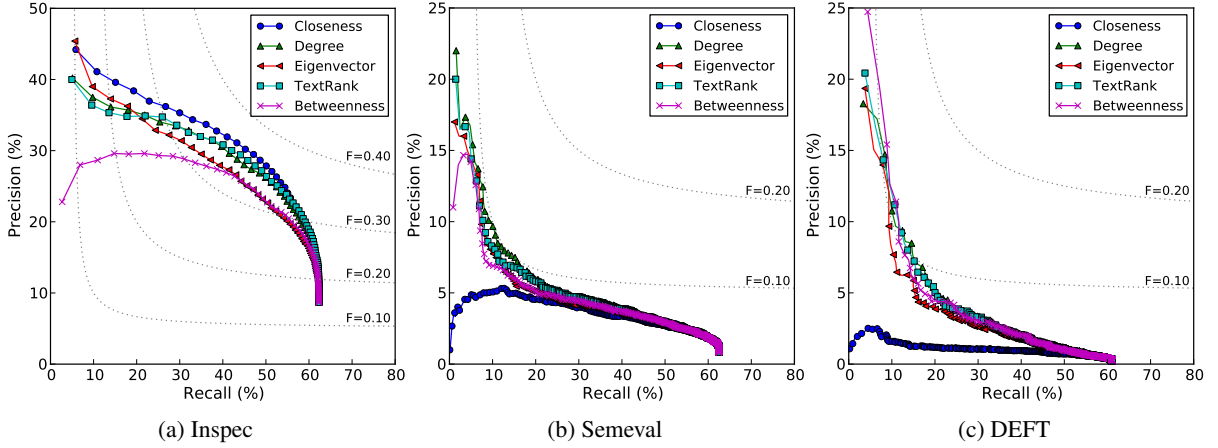 50
40
30
20
10
0
Precision (%)
0 10 20 30 40 50 60 70 80
Recall (%)
Closeness
Degree
Eigenvector
TextRank
Betweenness
F=0.40
F=0.30
F=0.20
F=0.10
(a) Inspec
25
20
15
10
5
0
Precision (%)
0 10 20 30 40 50 60 70 80
Recall (%)
Closeness
Degree
Eigenvector
TextRank
Betweenness
F=0.20
F=0.10
(b) Semeval
25
20
15
10
5
0
Precision (%)
0 10 20 30 40 50 60 70 80
Recall (%)
Closeness
Degree
Eigenvector
TextRank
Betweenness
F=0.20
F=0.10
(c) DEFT